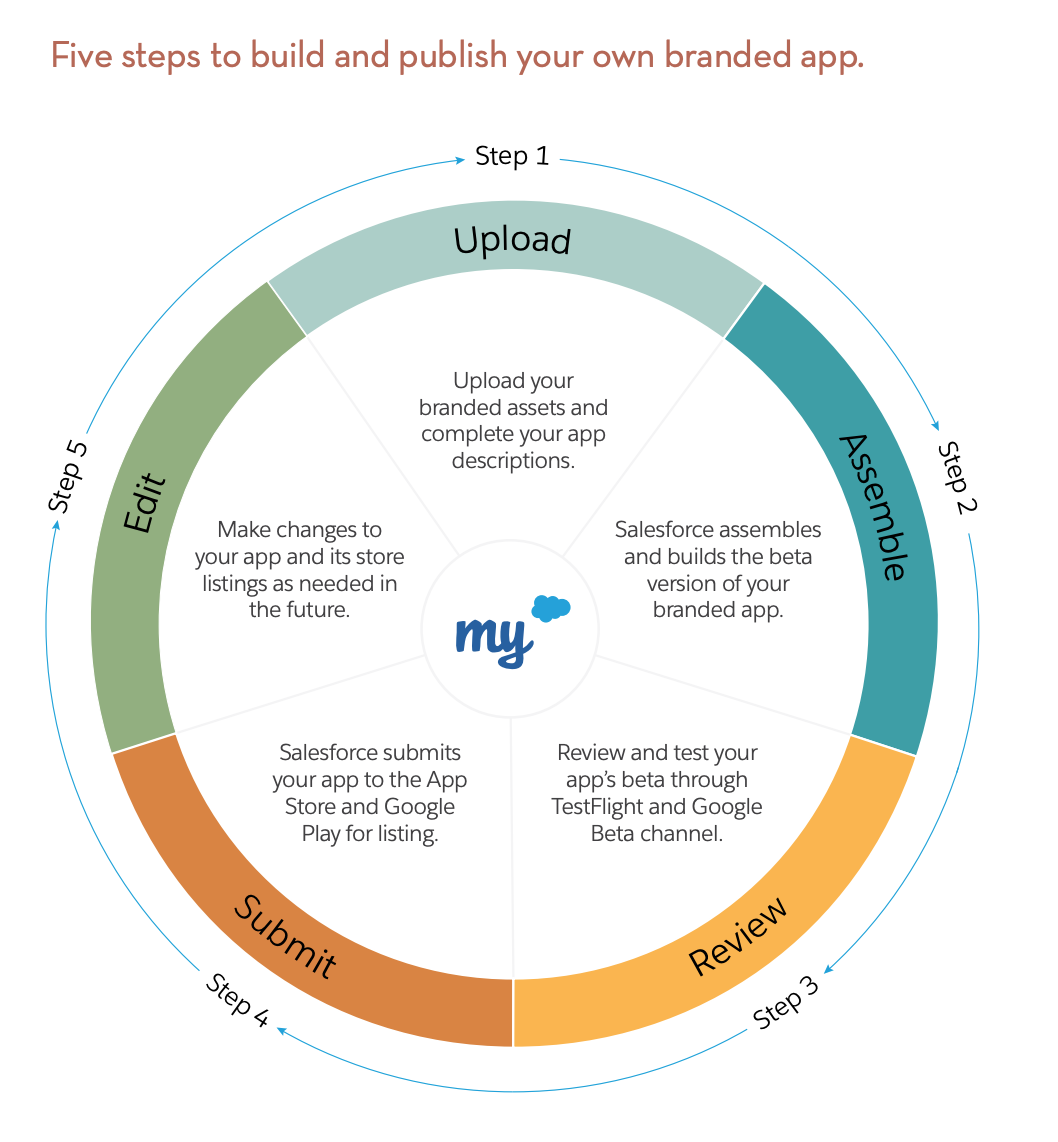 Five steps to build and publish your own branded app.
Step 1
Upload
Upload your
branded assets and
complete your app
descriptions.
Step 2
Assemble
Salesforce assembles
and builds the beta
version of your
branded app.
Step 3
Review
Review and test your
app’s beta through
TestFlight and Google
Beta channel.
Step 4
Submit
Salesforce submits
your app to the App
Store and Google
Play for listing.
Step 5
Edit
Make changes to
your app and its store
listings as needed in
the future.
my